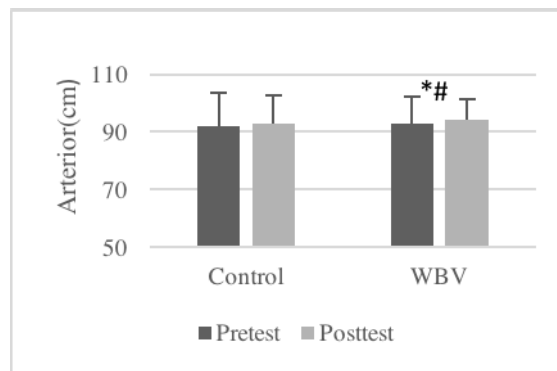 110
*#
90
70
50
Arterior(cm)
Control WBV
Pretest Posttest